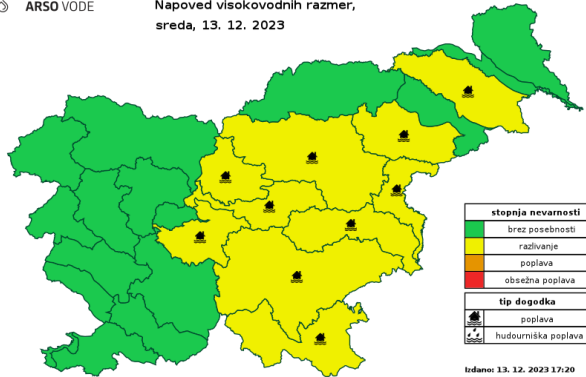 ARSO VODE
Napoved visokovodnih razmer,
sreda, 13. 12. 2023
stopnja nevarnosti
brez posebnosti
razlivanje
poplava
obsežna poplava
tip dogodka
poplava
hudourniška poplava
Izdano: 13. 12. 2023 17:20